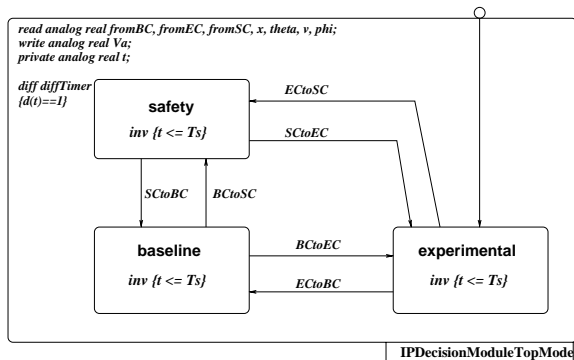 read analog real fromBC, fromEC, fromSC, x, theta, v, phi;
write analog real Va;
private analog real t;
diff diffTimer
{d(t)==1}
safety
inv {t <= Ts}
ECtoSC
SCtoEC
SCtoBC
BCtoSC
baseline
inv {t <= Ts}
BCtoEC
ECtoBC
experimental
inv {t <= Ts}
IPDecisionModuleTopMode